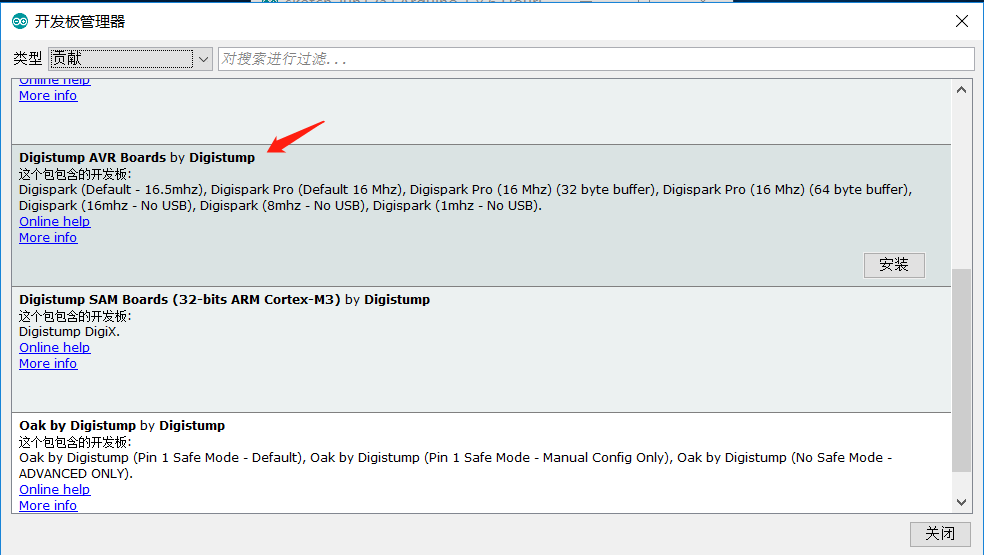 开发板管理器
类型 贡献 对搜索进行过滤...
Online help
More info
Digistump AVR Boards by Digistump
这个包包含的开发板:
Digispark (Default - 16.5mhz), Digispark Pro (Default 16 Mhz), Digispark Pro (16 Mhz) (32 byte buffer), Digispark Pro (16 Mhz) (64 byte buffer),
Digispark (16mhz - No USB), Digispark (8mhz - No USB), Digispark (1mhz - No USB).
Online help
More info
安装
Digistump SAM Boards (32-bits ARM Cortex-M3) by Digistump
这个包包含的开发板:
Digistump DigiX.
Online help
More info
Oak by Digistump by Digistump
这个包包含的开发板:
Oak by Digistump (Pin 1 Safe Mode - Default), Oak by Digistump (Pin 1 Safe Mode - Manual Config Only), Oak by Digistump (No Safe Mode -
ADVANCED ONLY).
Online help
More info
关闭